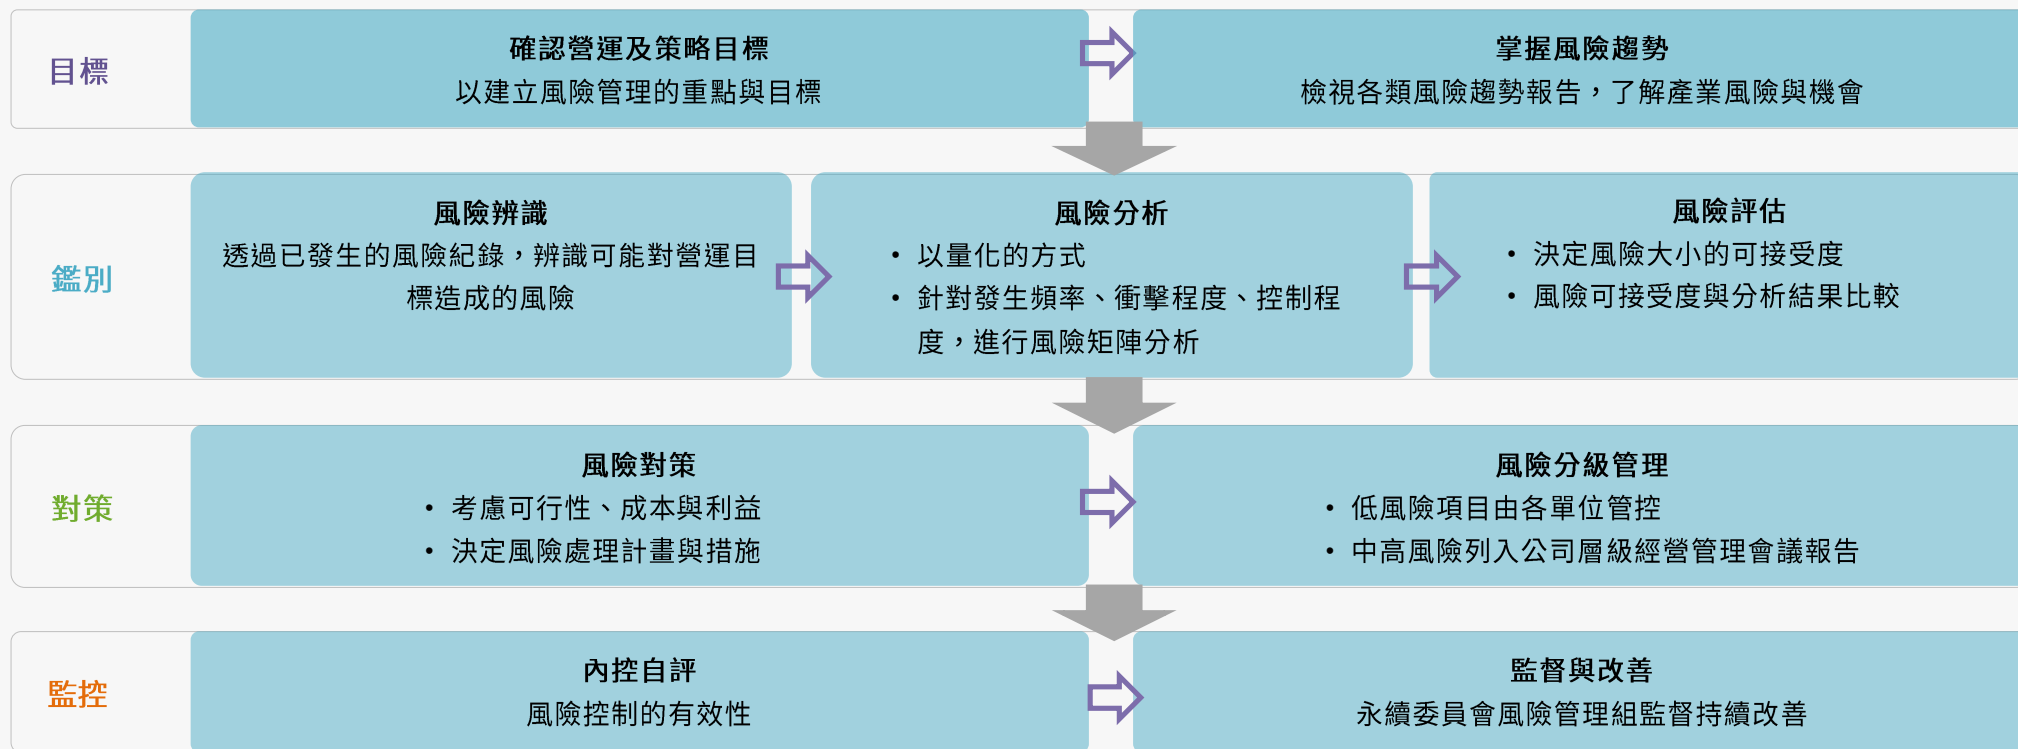 目標
確認營運及策略目標
以建立風險管理的重點與目標
掌握風險趨勢
檢視各類風險趨勢報告，了解產業風險與機會
鑑別
風險辨識
透過已發生的風險紀錄，辨識可能對營運目
標造成的風險
風險分析
• 以量化的方式
• 針對發生頻率、衝擊程度、控制程
度，進行風險矩陣分析
風險評估
• 決定風險大小的可接受度
• 風險可接受度與分析結果比較
對策
風險對策
• 考慮可行性、成本與利益
• 決定風險處理計畫與措施
風險分級管理
• 低風險項目由各單位管控
• 中高風險列入公司層級經營管理會議報告
監控
內控自評
風險控制的有效性
監督與改善
永續委員會風險管理組監督持續改善